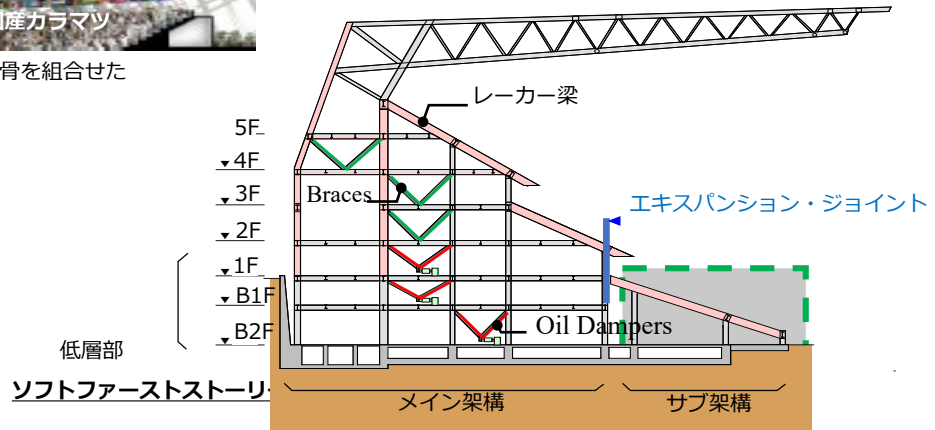 産カラマツ
骨を組合せた
レーカー梁
5F
4F
Braces
3F
エキスパンション・ジョイント
2F
1F
B1F
Oil Dampers
B2F
低層部
ソフトファーストストーリ
メイン架構
サブ架構